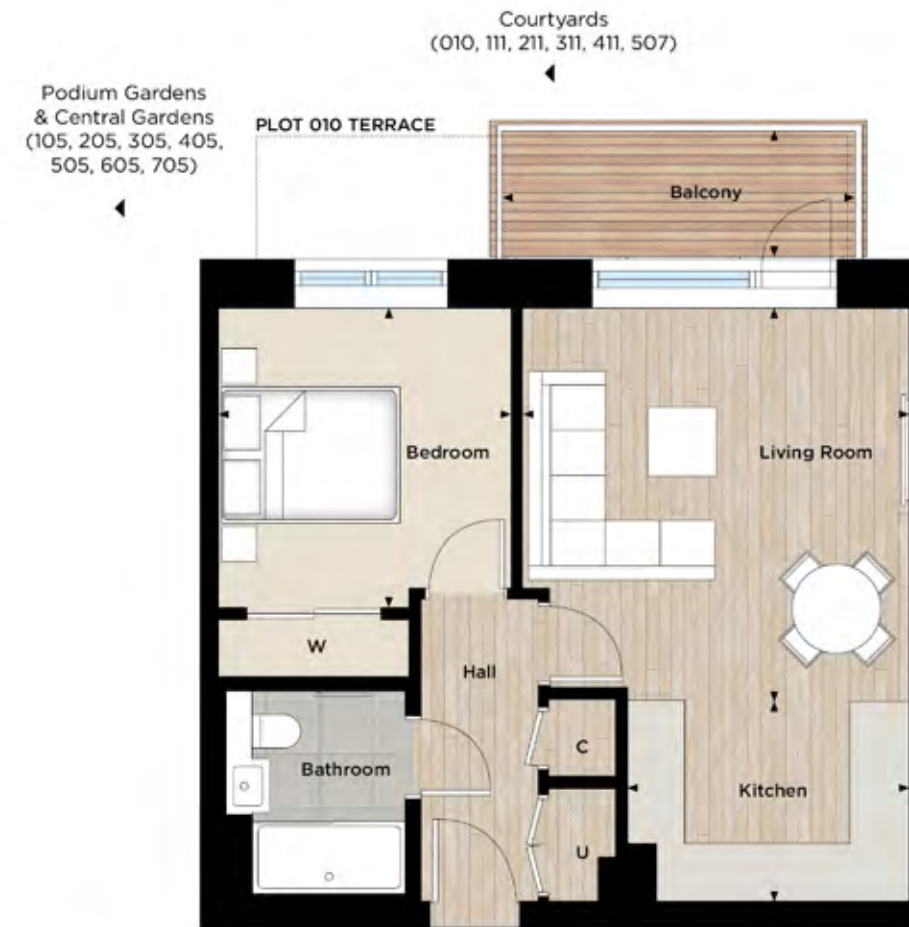 Courtyards
(010, 111, 211, 311, 411, 507)
Podium Gardens
& Central Gardens
(105, 205, 305, 405,
505, 605, 705)
PLOT 010 TERRACE
Balcony
Bedroom
Living Room
W
Hall
C
Bathroom
Kitchen
U